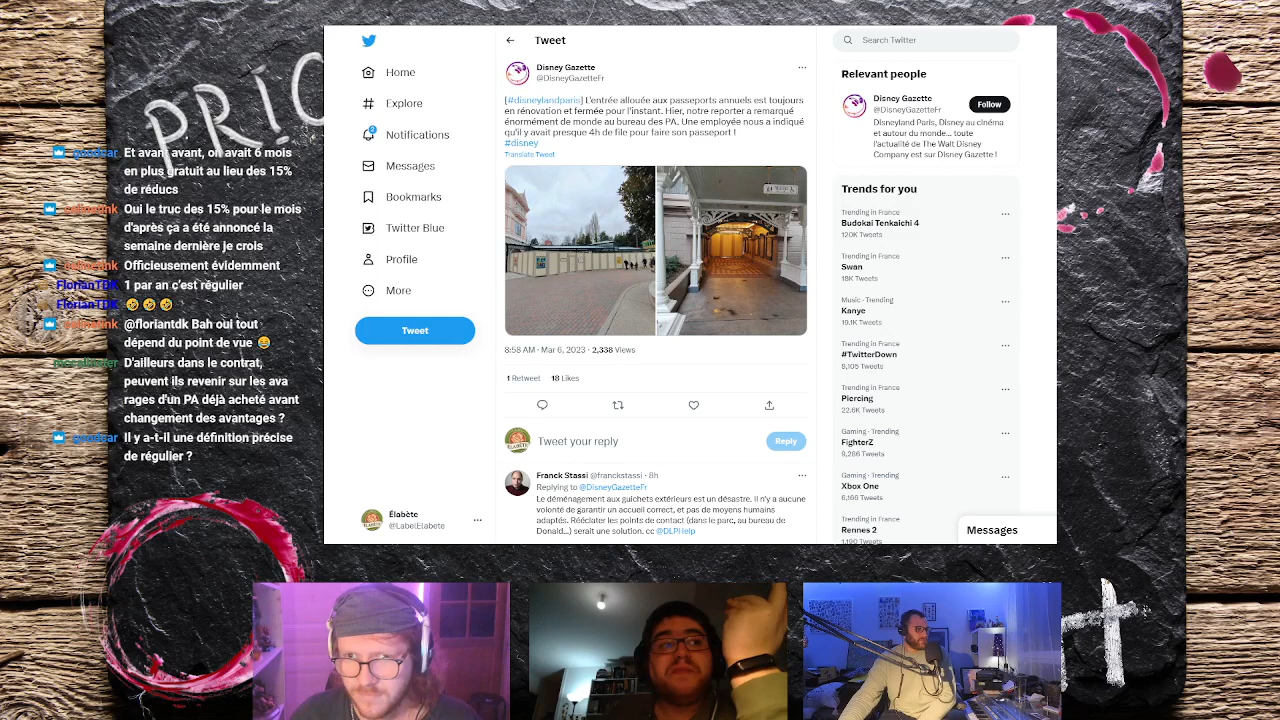 PRO
goudcar Et avant avant, on avait 3 mois
en plus gratuit au lieu des 15%
de réducs
Oui le truc des 15% pour le mois
d'après ça a été annoncé la
semaine dernière je crois
Officieusement évidemment
FlorianTDK 1 par an c'est régulier
FlorianTDK 🤣 🤣 🤣
@floriantdk Bah oui tout
dépend du point de vue 😂
D'ailleurs dans le contrat,
peuvent ils revenir sur les ava
rages d'un PA déjà acheté avant
changement des avantages ?
goudcar Il y a-t-il une définition précise
de régulier ?
Home
Explore
2
Notifications
Messages
Bookmarks
Twitter Blue
Profile
More
Tweet
Élabète
@LabelElabete
Tweet
Disney Gazette
@DisneyGazetteFr
[#disneylandparis] L'entrée allouée aux passeports annuels est toujours
en rénovation et fermée pour l'instant. Hier, notre reporter a remarqué
énormément de monde au bureau des PA. Une employée nous a indiqué
qu'il y avait presque 4h de file pour faire son passeport !
#disney
Translate Tweet
8:58 AM · Mar 6, 2023 · 2,338 Views
1 Retweet 18 Likes
ELABETE
Tweet your reply
Reply
Franck Stassi @franckstassi · 8h
Replying to @DisneyGazetteFr
Le déménagement aux guichets extérieurs est un désastre. Il n'y a aucune
volonté de garantir un accueil correct, et pas de moyens humains
adaptés. Rééclater les points de contact (dans le parc, au bureau de
Donald...) serait une solution. cc @DLPHelp
Search Twitter
Relevant people
Disney Gazette
@DisneyGazetteFr
Follow
Disneyland Paris, Disney au cinéma
et autour du monde... toute
l'actualité de The Walt Disney
Company est sur Disney Gazette !
Trends for you
Trending in France
Budokai Tenkaichi 4
120K Tweets
Trending in France
Swan
18K Tweets
Music · Trending
Kanye
19.1K Tweets
Trending in France
#TwitterDown
8,105 Tweets
Trending in France
Piercing
22.6K Tweets
Gaming · Trending
FighterZ
9,286 Tweets
Gaming · Trending
Xbox One
6,166 Tweets
Trending in France
Rennes 2
1,190 Tweets
Messages